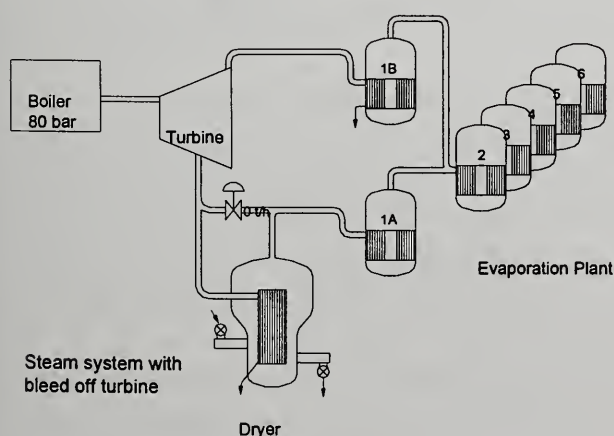 Boiler
80 bar
Turbine
1B
6
5
4
3
2
1A
0 t/h
Evaporation Plant
Steam system with
bleed off turbine
Dryer